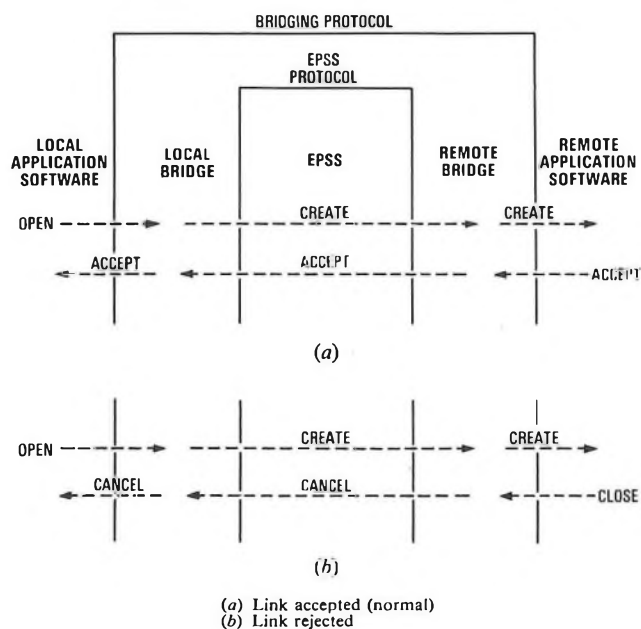 BRIDGING PROTOCOL
EPSS
PROTOCOL
LOCAL
APPLICATION
SOFTWARE
LOCAL
BRIDGE
EPSS
REMOTE
BRIDGE
REMOTE
APPLICATION
SOFTWARE
OPEN
CREATE
CREATE
ACCEPT
ACCEPT
ACCEPT
(a)
OPEN
CREATE
CREATE
CANCEL
CANCEL
CLOSE
(b)
(a) Link accepted (normal)
(b) Link rejected